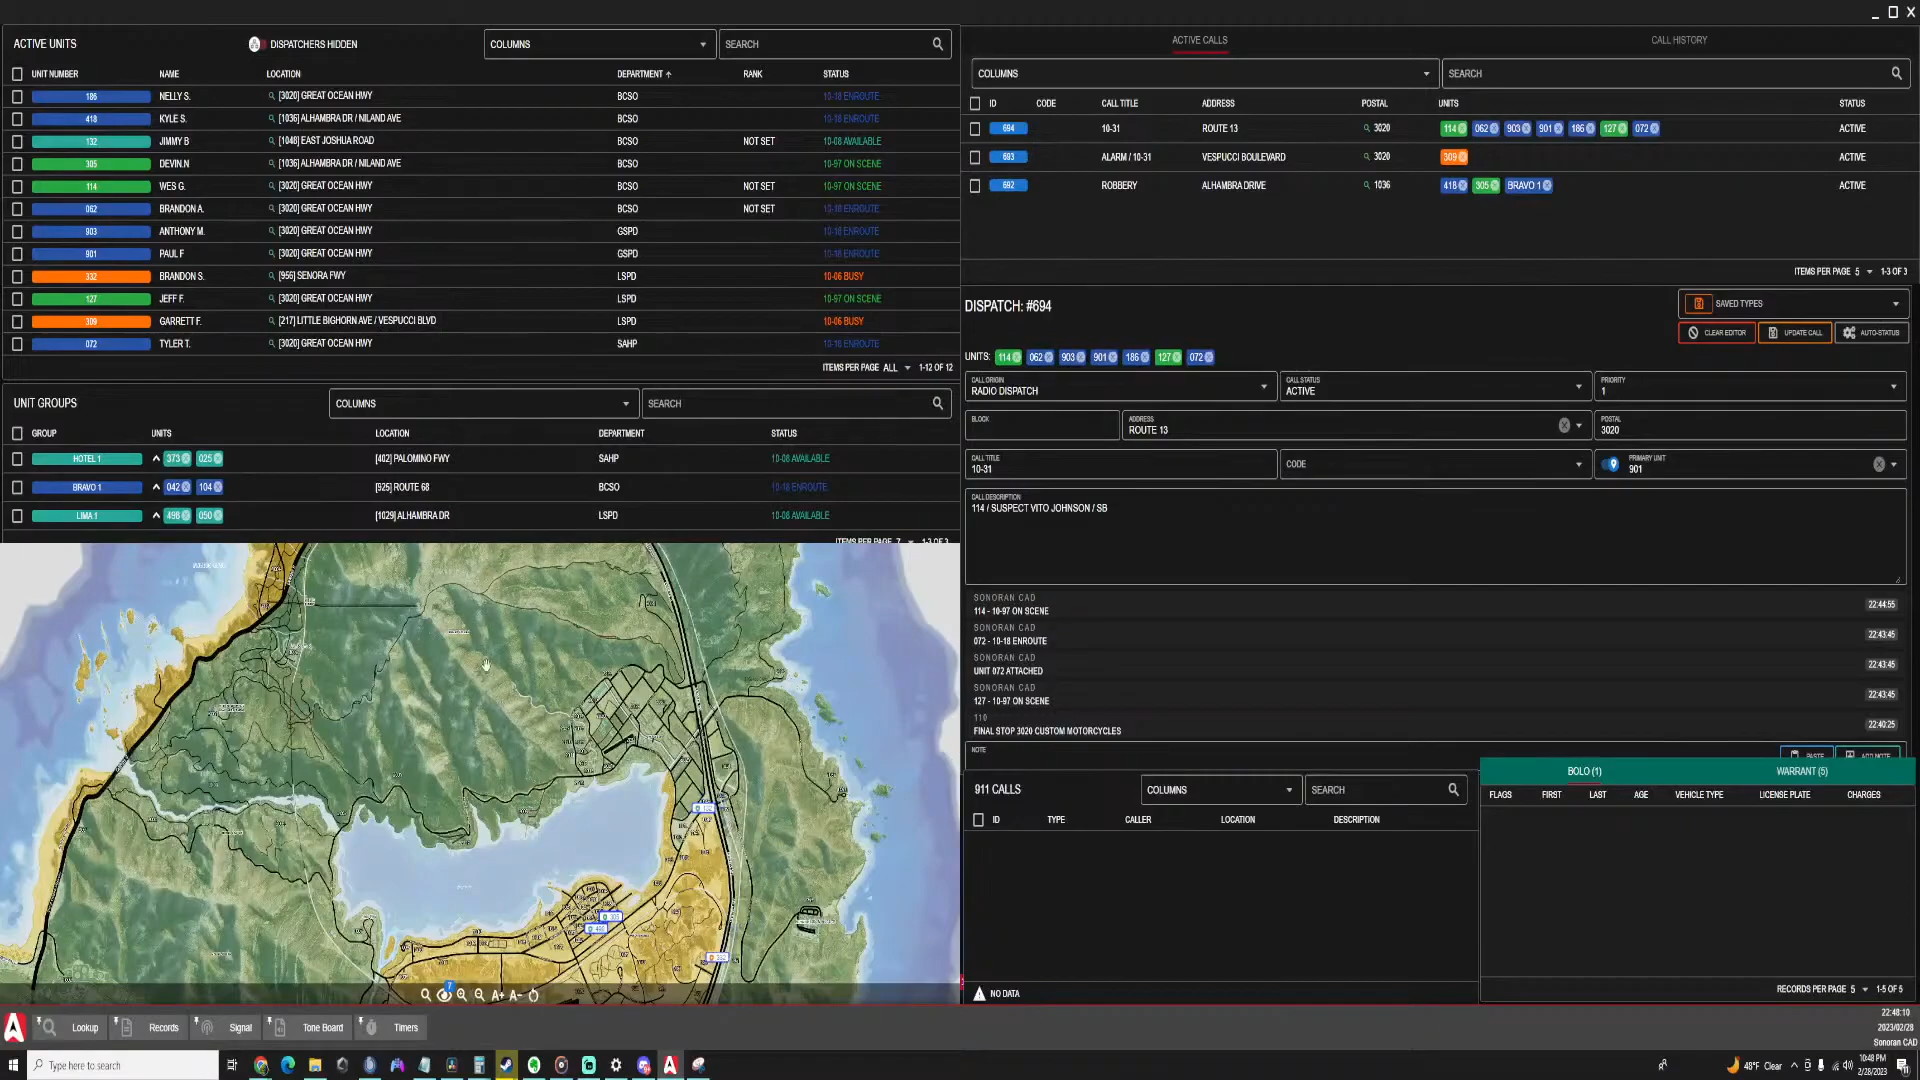 ACTIVE UNITS
DISPATCHERS HIDDEN
COLUMNS
SEARCH
UNIT NUMBER NAME LOCATION DEPARTMENT RANK STATUS
186 NELLY S. [3020] GREAT OCEAN HWY BCSO 10-18 ENROUTE
418 KYLE S. [1036] ALHAMBRA DR / NILAND AVE BCSO 10-18 ENROUTE
132 JIMMY B [1046] EAST JOSHUA ROAD BCSO NOT SET 10-08 AVAILABLE
305 DEVIN.N [1036] ALHAMBRA DR / NILAND AVE BCSO 10-97 ON SCENE
114 WES G. [3020] GREAT OCEAN HWY BCSO NOT SET 10-97 ON SCENE
062 BRANDON A. [3020] GREAT OCEAN HWY BCSO NOT SET 10-18 ENROUTE
903 ANTHONY M. [3020] GREAT OCEAN HWY GSPD 10-18 ENROUTE
901 PAUL F [3020] GREAT OCEAN HWY GSPD 10-18 ENROUTE
332 BRANDON S. [956] SENORA FWY LSPD 10-06 BUSY
127 JEFF F. [3020] GREAT OCEAN HWY LSPD 10-97 ON SCENE
309 GARRETT F. [217] LITTLE BIGHORN AVE / VESPUCCI BLVD LSPD 10-06 BUSY
072 TYLER T. [3020] GREAT OCEAN HWY SAHP 10-18 ENROUTE
ITEMS PER PAGE ALL 1-12 OF 12
UNIT GROUPS
COLUMNS
SEARCH
GROUP UNITS LOCATION DEPARTMENT STATUS
HOTEL 1 373 025 [402] PALOMINO FWY SAHP 10-08 AVAILABLE
BRAVO 1 042 104 [925] ROUTE 68 BCSO 10-18 ENROUTE
LIMA 1 498 050 [1029] ALHAMBRA DR LSPD 10-08 AVAILABLE
ITEMS PER PAGE 7 1-3 OF 3
ACTIVE CALLS
CALL HISTORY
COLUMNS
SEARCH
ID CODE CALL TITLE ADDRESS POSTAL UNITS STATUS
694 10-31 ROUTE 13 3020 114 062 903 901 186 127 072 ACTIVE
693 ALARM / 10-31 VESPUCCI BOULEVARD 3020 309 ACTIVE
692 ROBBERY ALHAMBRA DRIVE 1036 418 305 BRAVO 1 ACTIVE
ITEMS PER PAGE 5 1-3 OF 3
DISPATCH: #694
SAVED TYPES
CLEAR EDITOR
UPDATE CALL
AUTO-STATUS
UNITS: 114 062 903 901 186 127 072
CALL ORIGIN
RADIO DISPATCH
CALL STATUS
ACTIVE
PRIORITY
1
BLOCK
ADDRESS
ROUTE 13
POSTAL
3020
CALL TITLE
10-31
CODE
PRIMARY UNIT
901
CALL DESCRIPTION
114 / SUSPECT VITO JOHNSON / SB
SONORAN CAD
114 - 10-97 ON SCENE
22:44:55
SONORAN CAD
072 - 10-18 ENROUTE
22:43:45
SONORAN CAD
UNIT 072 ATTACHED
22:43:45
SONORAN CAD
127 - 10-97 ON SCENE
22:43:45
110
FINAL STOP 3020 CUSTOM MOTORCYCLES
22:40:25
NOTE
PASTE
ADD NOTE
911 CALLS
COLUMNS
SEARCH
ID TYPE CALLER LOCATION DESCRIPTION
NO DATA
BOLO (1)
WARRANT (5)
FLAGS FIRST LAST AGE VEHICLE TYPE LICENSE PLATE CHARGES
RECORDS PER PAGE 5 1-5 OF 5
A+ A-
Lookup
Records
Signal
Tone Board
Timers
22:48:10
2023/02/28
Sonoran CAD
Type here to search
48°F Clear
10:48 PM
2/28/2023